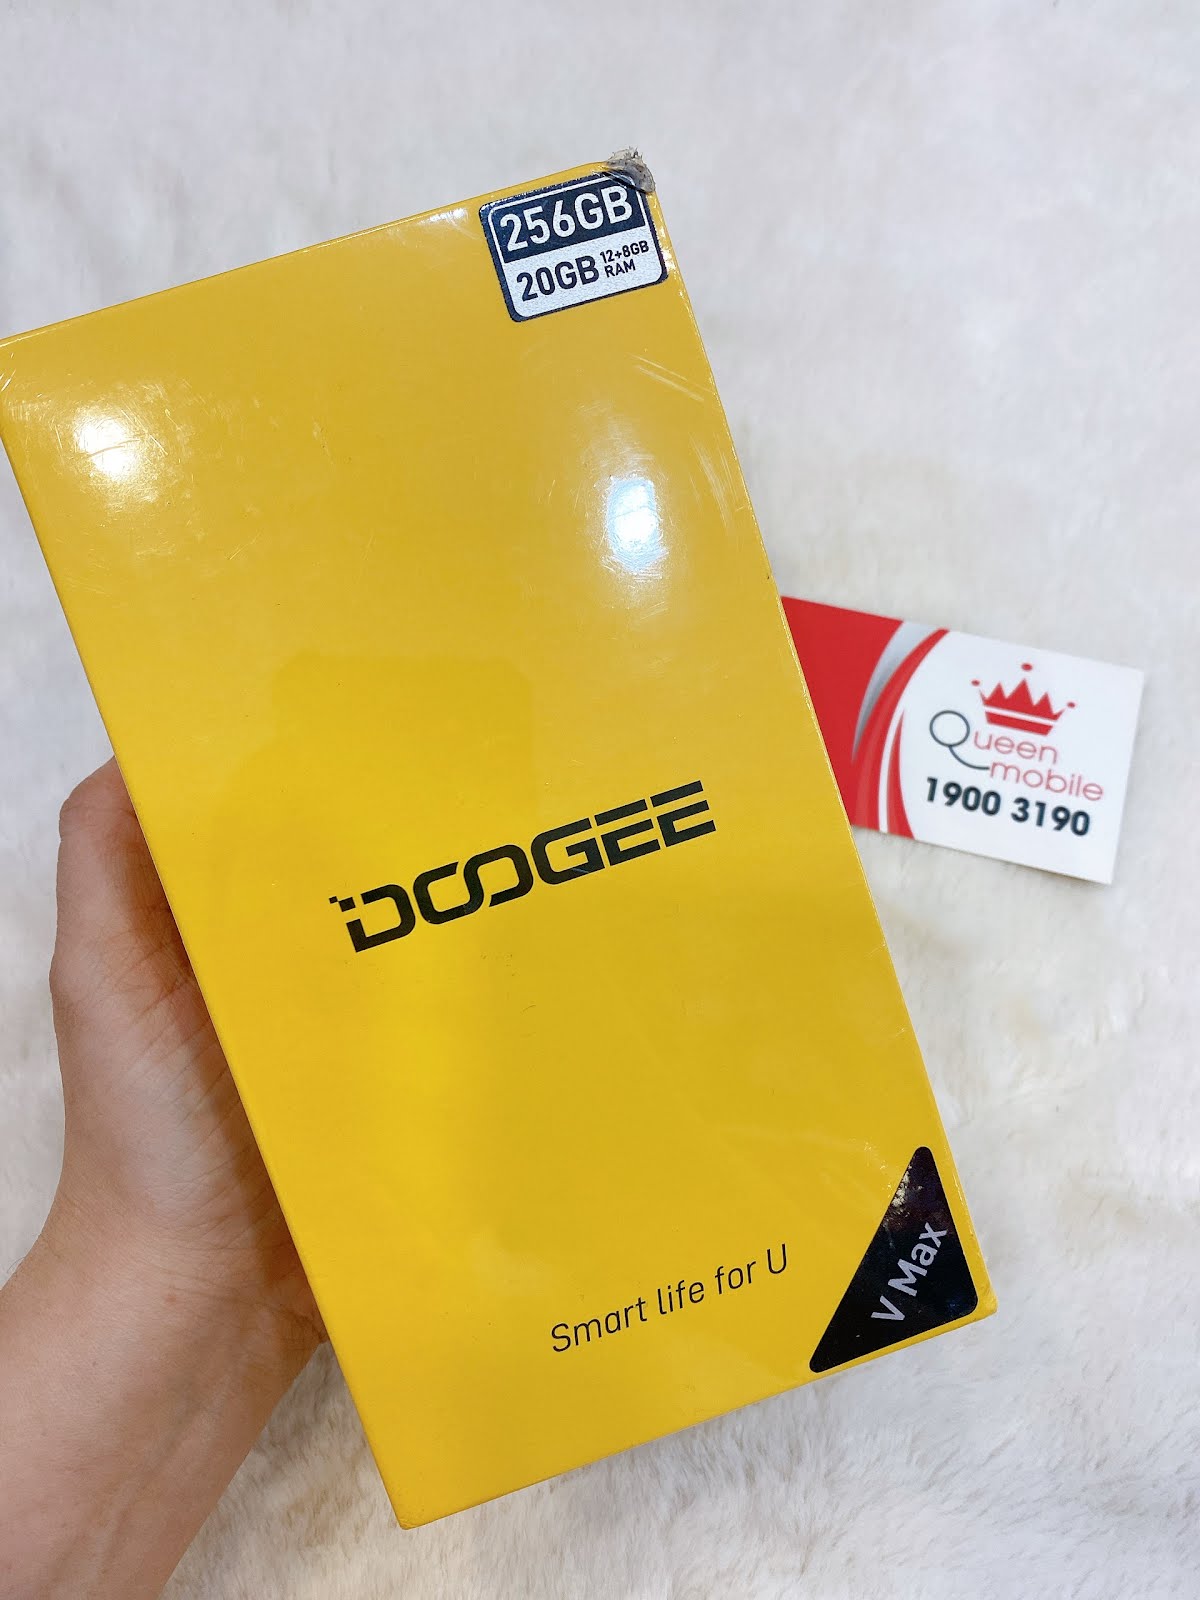 256GB
20GB 12+8GB
RAM
DOOGEE
Queen
mobile
1900 3190
V Max
Smart life for U